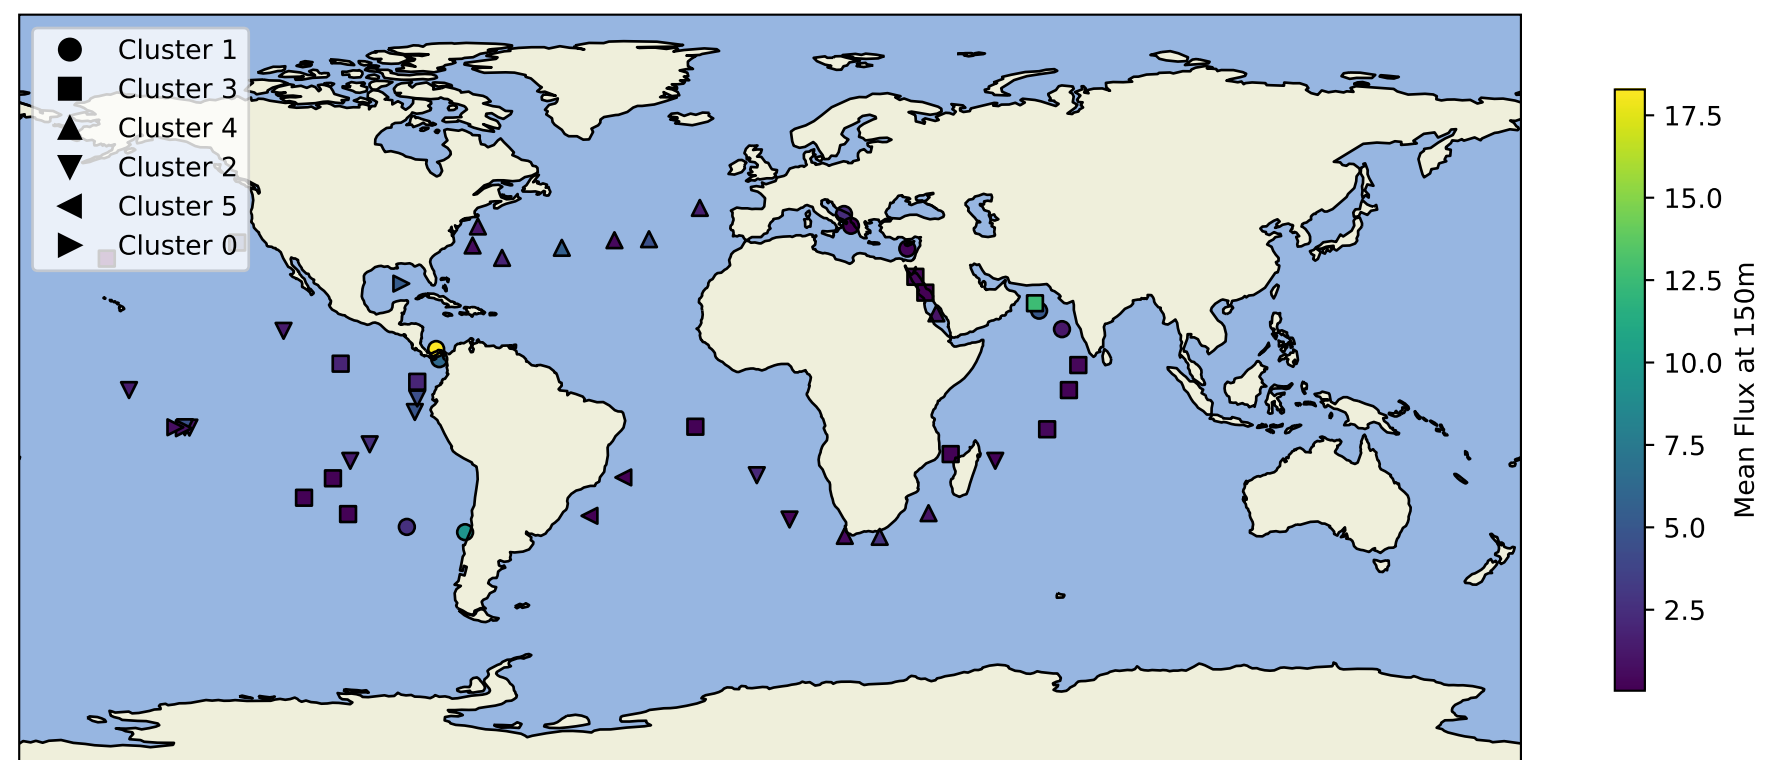 Cluster 1
Cluster 3
Cluster 4
Cluster 2
Cluster 5
Cluster 0
17.5
15.0
12.5
10.0
7.5
5.0
2.5
Mean Flux at 150m